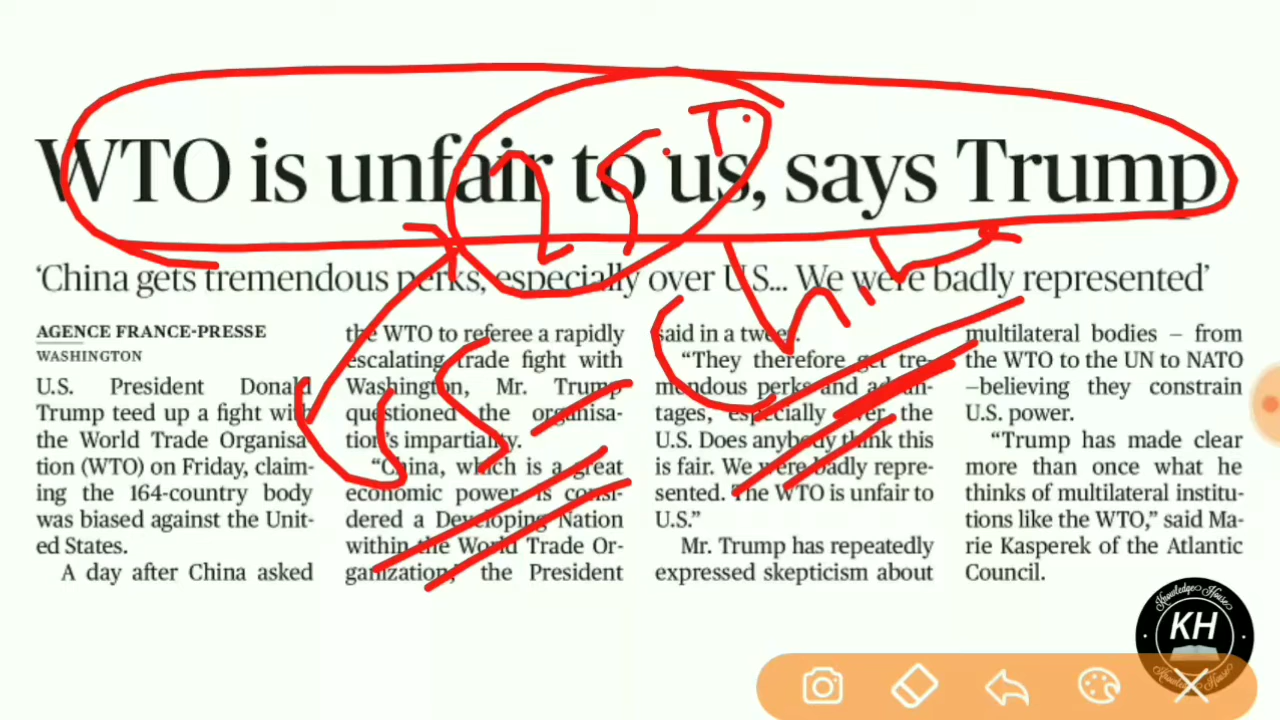 WTO is unfair to us, says Trump
‘China gets tremendous perks, especially over U.S... We were badly represented’
AGENCE FRANCE-PRESSE
WASHINGTON
U.S. President Donald
Trump teed up a fight with
the World Trade Organisa-
tion (WTO) on Friday, claim-
ing the 164-country body
was biased against the Unit-
ed States.
A day after China asked
the WTO to referee a rapidly
escalating trade fight with
Washington, Mr. Trump
questioned the organisa-
tion's impartiality.
“China, which is a great
economic power, is consi-
dered a Developing Nation
within the World Trade Or-
ganization,” the President
said in a tweet.
“They therefore get tre-
mendous perks and advan-
tages, especially over the
U.S. Does anybody think this
is fair. We were badly repre-
sented. The WTO is unfair to
U.S.”
Mr. Trump has repeatedly
expressed skepticism about
multilateral bodies – from
the WTO to the UN to NATO
–believing they constrain
U.S. power.
“Trump has made clear
more than once what he
thinks of multilateral institu-
tions like the WTO,” said Ma-
rie Kasperek of the Atlantic
Council.
China
Knowledge House
KH
Knowledge House